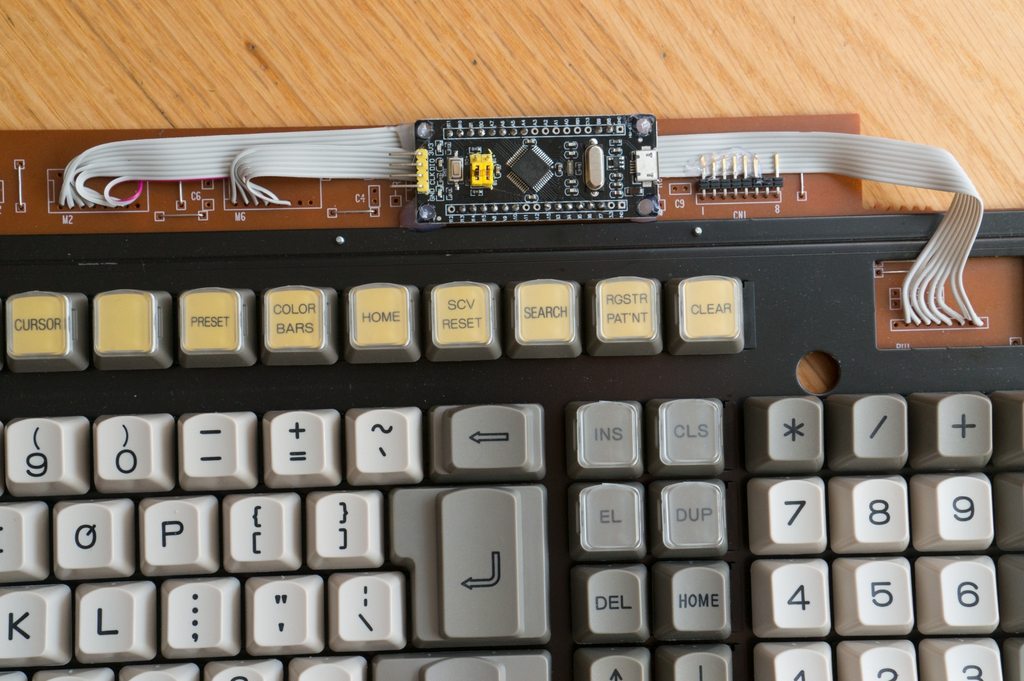 M2
C6
M6
C4
C9
1
CN1
8
CURSOR
PRESET
COLOR
BARS
HOME
SCV
RESET
SEARCH
RGSTR
PAT'NT
CLEAR
( 9
) 0
— –
+ =
~ `
←
INS
CLS
* / +
Ø
P
{ [
} ]
EL
DUP
7 8 9
K
L
: ;
" '
¦ \
DEL
HOME
4 5 6
↑